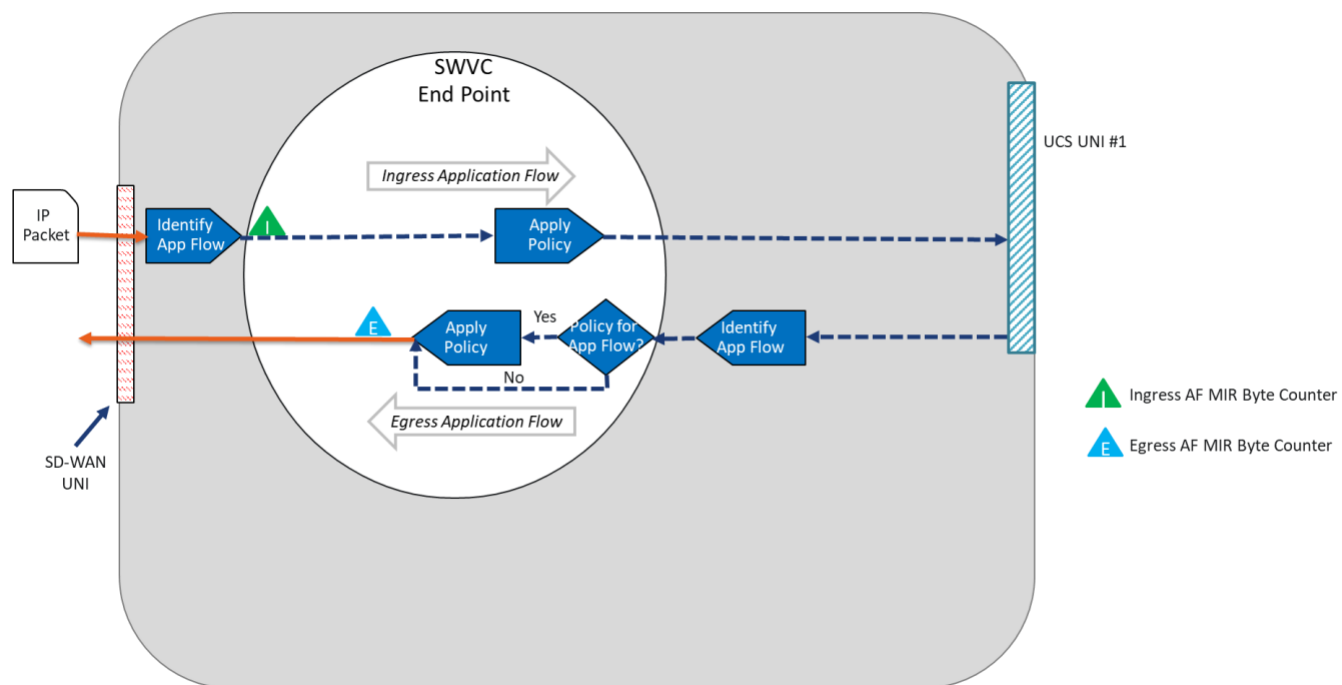 SWVC
End Point
UCS UNI #1
Ingress Application Flow
IP
Packet
Identify
App Flow
I
Apply
Policy
E
Apply
Policy
Yes
Policy for
App Flow?
Identify
App Flow
No
Egress Application Flow
I Ingress AF MIR Byte Counter
E Egress AF MIR Byte Counter
SD-WAN
UNI